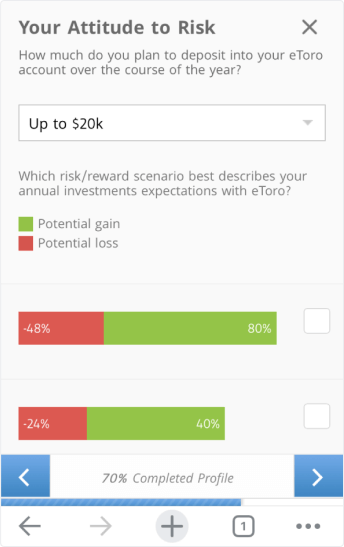 Your Attitude to Risk
How much do you plan to deposit into your eToro
account over the course of the year?
Up to $20k
Which risk/reward scenario best describes your
annual investments expectations with eToro?
Potential gain
Potential loss
-48% 80%
-24% 40%
70% Completed Profile
1